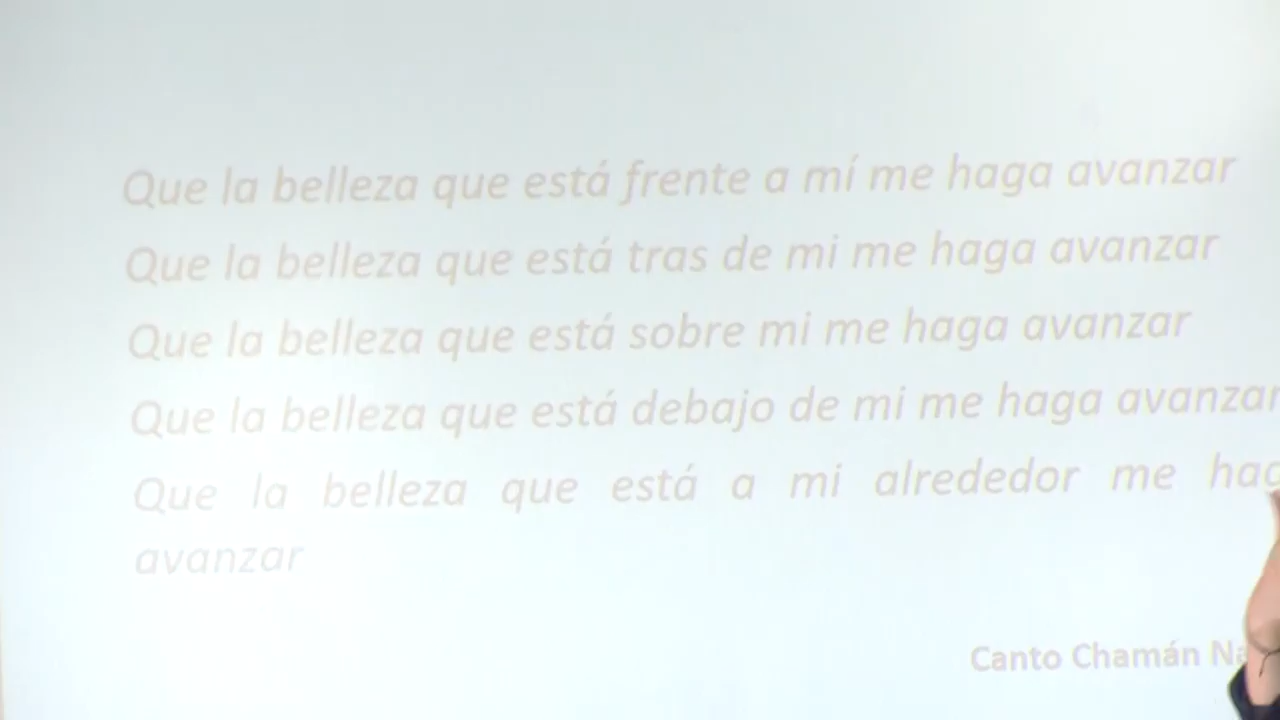 Que la belleza que está frente a mí me haga avanzar
Que la belleza que está tras de mi me haga avanzar
Que la belleza que está sobre mi me haga avanzar
Que la belleza que está debajo de mi me haga avanzar
Que la belleza que está a mi alrededor me
avanzar
Canto Chamán